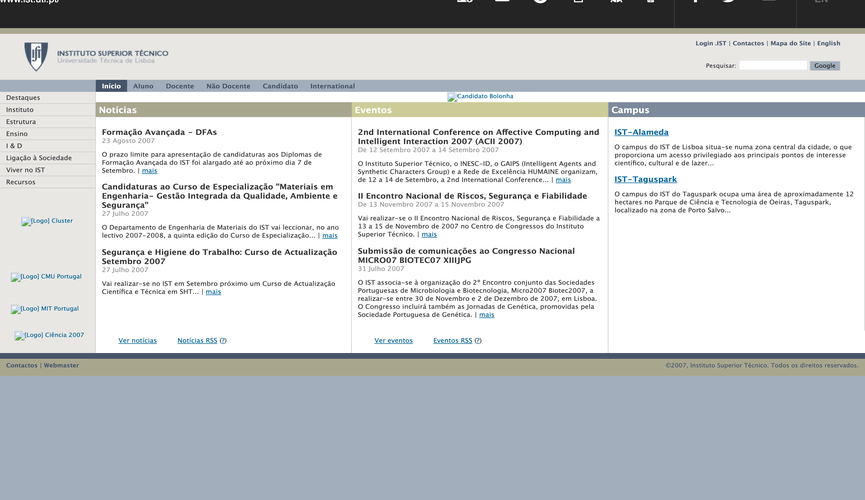 www.ist.utl.pt/
EN
INSTITUTO SUPERIOR TÉCNICO
Universidade Técnica de Lisboa
Login .IST | Contactos | Mapa do Site | English
Pesquisar:
Google
Início Aluno Docente Não Docente Candidato International
Destaques
Instituto
Estrutura
Ensino
I & D
Ligação à Sociedade
Viver no IST
Recursos
[Logo] Cluster
[Logo] CMU Portugal
[Logo] MIT Portugal
[Logo] Ciência 2007
Candidato Bolonha
Notícias
Formação Avançada - DFAs
23 Agosto 2007
O prazo limite para apresentação de candidaturas aos Diplomas de
Formação Avançada do IST foi alargado até ao próximo dia 7 de
Setembro. | mais
Candidaturas ao Curso de Especialização "Materiais em
Engenharia- Gestão Integrada da Qualidade, Ambiente e
Segurança"
27 Julho 2007
O Departamento de Engenharia de Materiais do IST vai leccionar, no ano
lectivo 2007-2008, a quinta edição do Curso de Especialização... | mais
Segurança e Higiene do Trabalho: Curso de Actualização
Setembro 2007
27 Julho 2007
Vai realizar-se no IST em Setembro próximo um Curso de Actualização
Científica e Técnica em SHT... | mais
Ver notícias Notícias RSS (?)
Eventos
2nd International Conference on Affective Computing and
Intelligent Interaction 2007 (ACII 2007)
De 12 Setembro 2007 a 14 Setembro 2007
O Instituto Superior Técnico, o INESC-ID, o GAIPS (Intelligent Agents and
Synthetic Characters Group) e a Rede de Excelência HUMAINE organizam,
de 12 a 14 de Setembro, a 2nd International Conference... | mais
II Encontro Nacional de Riscos, Segurança e Fiabilidade
De 13 Novembro 2007 a 15 Novembro 2007
Vai realizar-se o II Encontro Nacional de Riscos, Segurança e Fiabilidade a
13 a 15 de Novembro de 2007 no Centro de Congressos do Instituto
Superior Técnico. | mais
Submissão de comunicações ao Congresso Nacional
MICRO07 BIOTEC07 XIIIJPG
31 Julho 2007
O IST associa-se à organização do 2º Encontro conjunto das Sociedades
Portuguesas de Microbiologia e Biotecnologia, Micro2007 Biotec2007, a
realizar-se entre 30 de Novembro e 2 de Dezembro de 2007, em Lisboa.
O Congresso incluirá também as Jornadas de Genética, promovidas pela
Sociedade Portuguesa de Genética. | mais
Ver eventos Eventos RSS (?)
Campus
IST-Alameda
O campus do IST de Lisboa situa-se numa zona central da cidade, o que
proporciona um acesso privilegiado aos principais pontos de interesse
científico, cultural e de lazer...
IST-Taguspark
O campus do IST do Taguspark ocupa uma área de aproximadamente 12
hectares no Parque de Ciência e Tecnologia de Oeiras, Taguspark,
localizado na zona de Porto Salvo...
Contactos | Webmaster
©2007, Instituto Superior Técnico. Todos os direitos reservados.